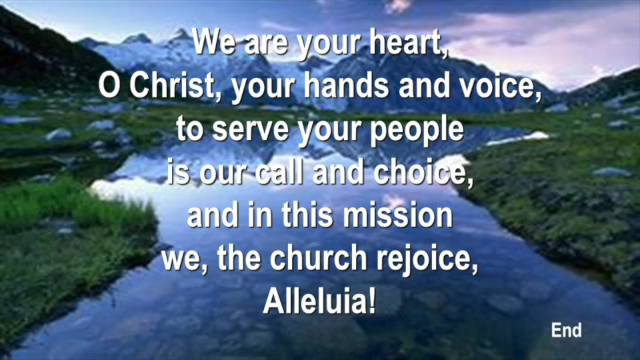 We are your heart,
O Christ, your hands and voice,
to serve your people
is our call and choice,
and in this mission
we, the church rejoice,
Alleluia!
End